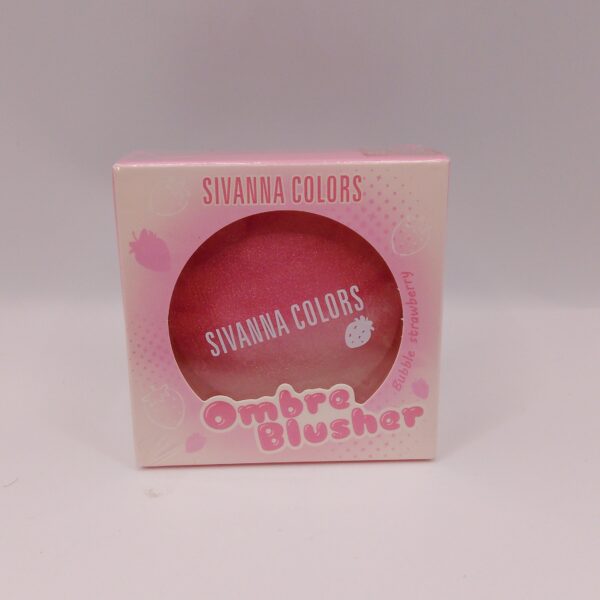 SIVANNA COLORS
SIVANNA COLORS
Bubble strawberry
Ombre
Blusher